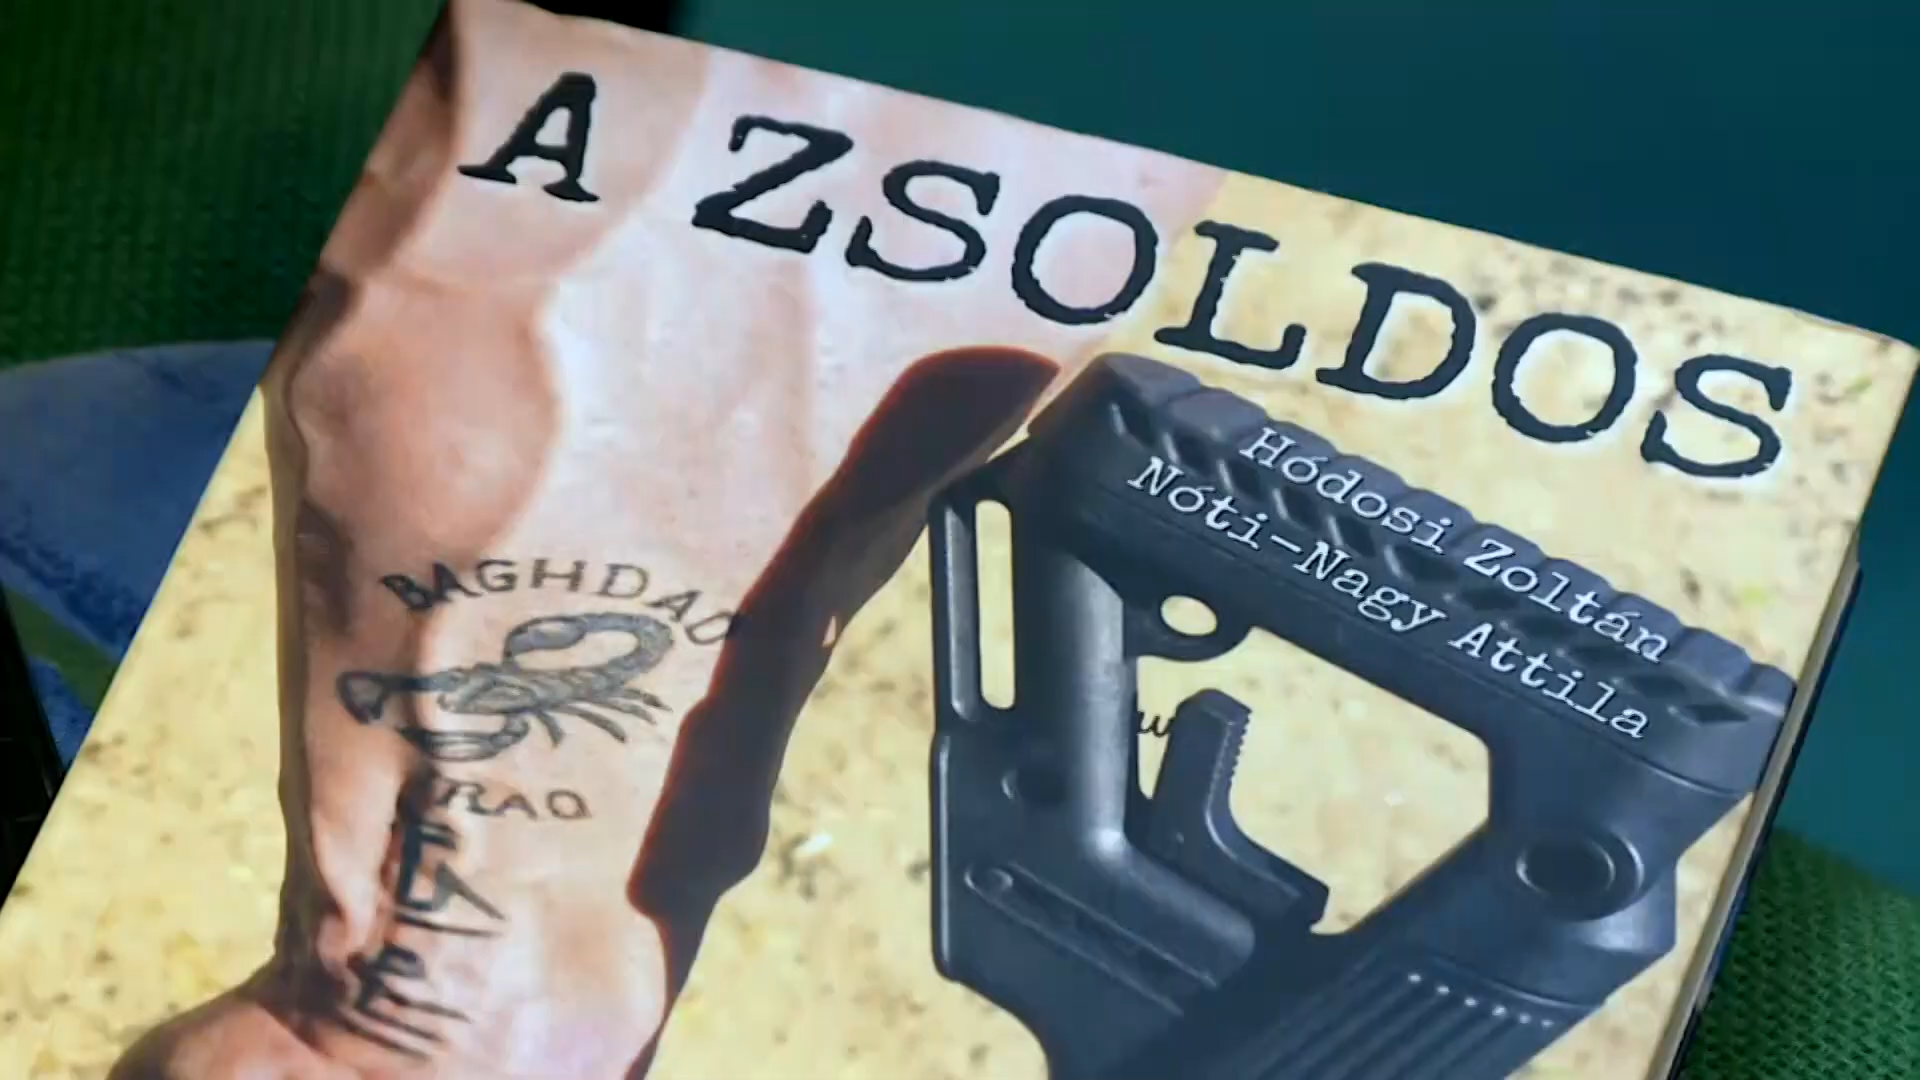 A ZSOLDOS
Hódosi Zoltán
Nóti-Nagy Attila
BAGHDAD
IRAQ